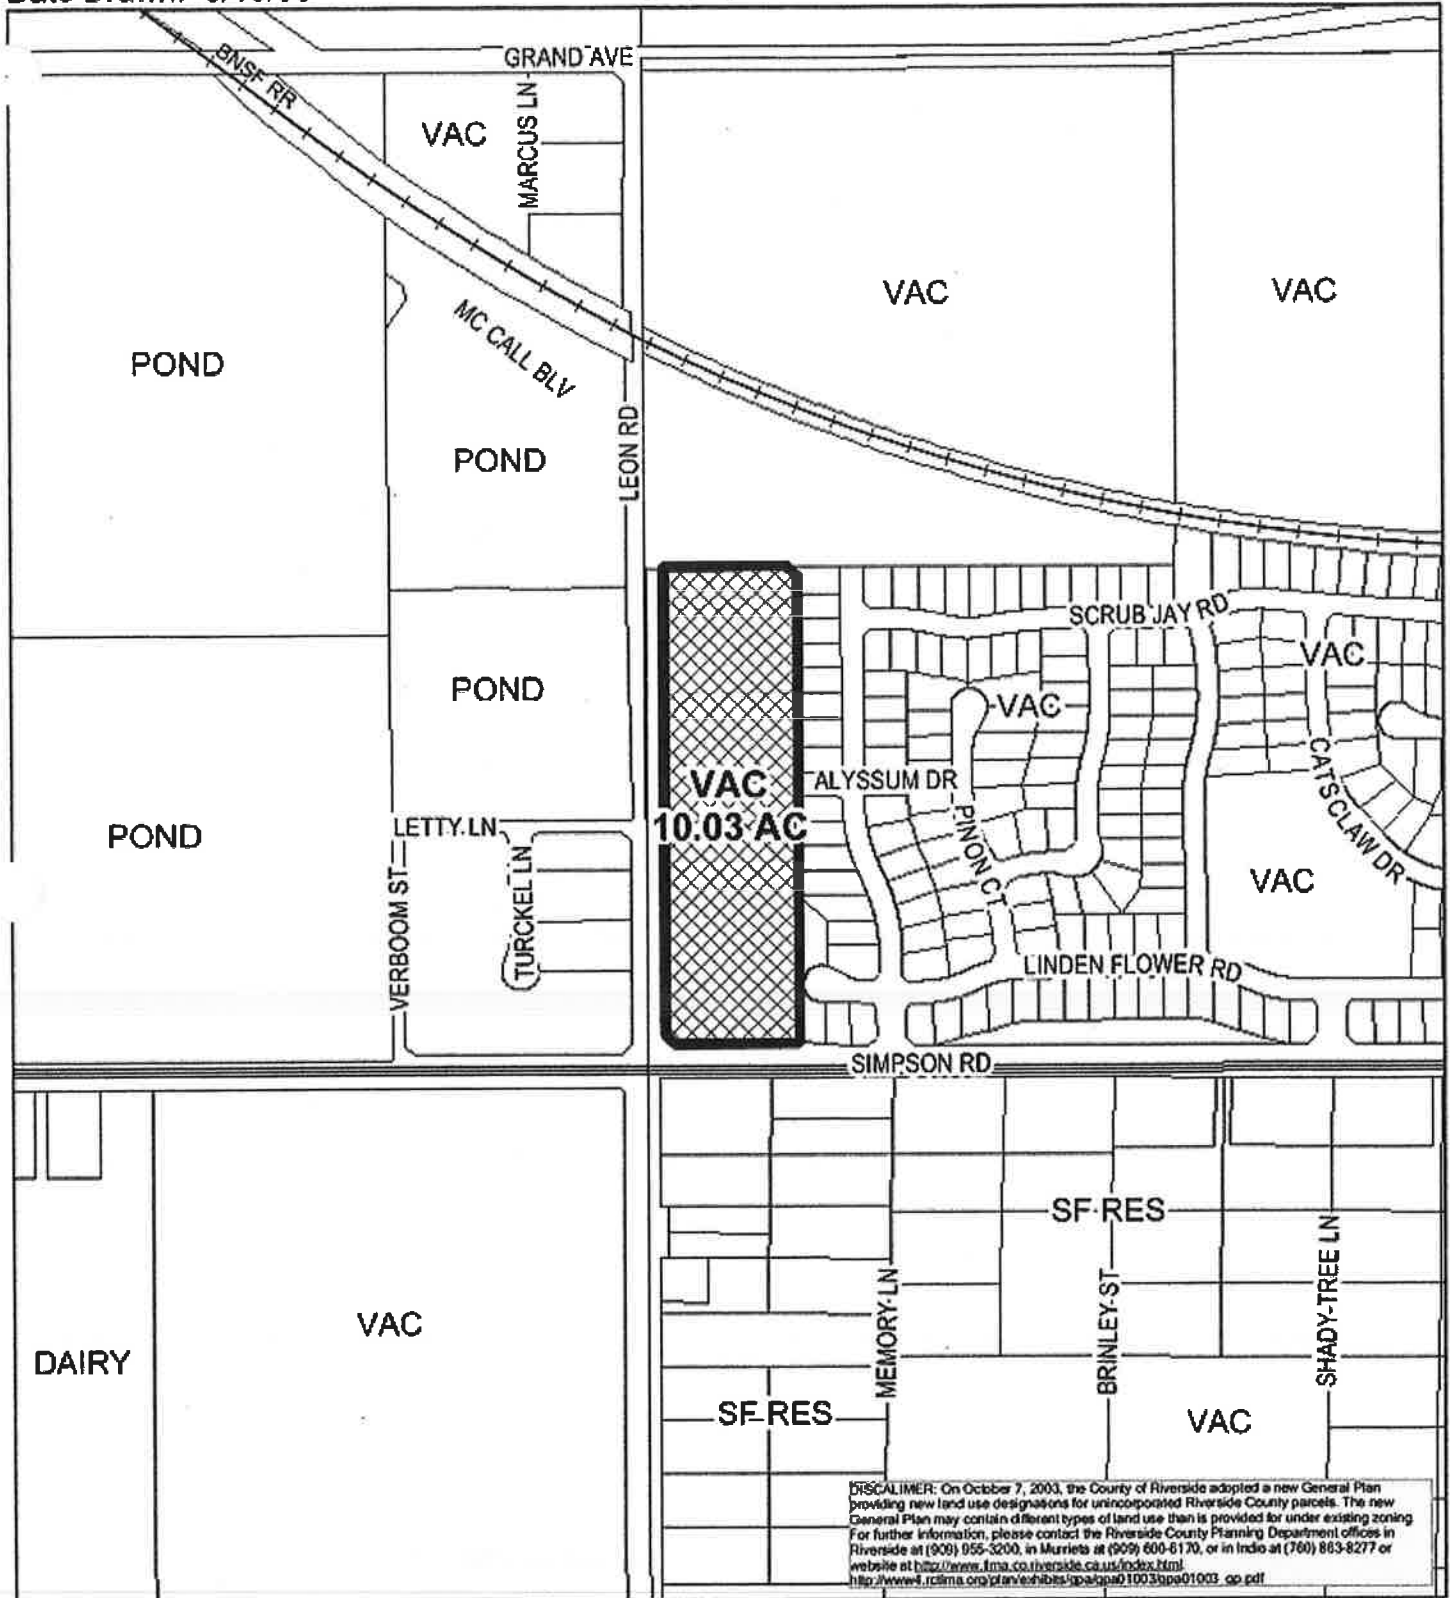 GRAND AVE
BNSF RR
VAC
MARCUS LN
VAC
VAC
MC CALL BLV
POND
LEON RD
POND
SCRUB JAY RD
VAC
POND
VAC
VAC
10.03 AC
ALYSSUM DR
CATSCLAW DR
PINON CT
LETTY LN
POND
TURCKEL LN
VERBOOM ST
VAC
LINDEN FLOWER RD
SIMPSON RD
SF RES
MEMORY LN
BRINLEY ST
SHADY TREE LN
VAC
DAIRY
SF RES
VAC
DISCALIMER: On October 7, 2003, the County of Riverside adopted a new General Plan
providing new land use designations for unincorporated Riverside County parcels. The new
General Plan may contain different types of land use than is provided for under existing zoning.
For further information, please contact the Riverside County Planning Department offices in
Riverside at (909) 955-3200, in Murrieta at (909) 600-6170, or in Indio at (760) 863-8277 or
website at http://www.tlma.co.riverside.ca.us/index.html